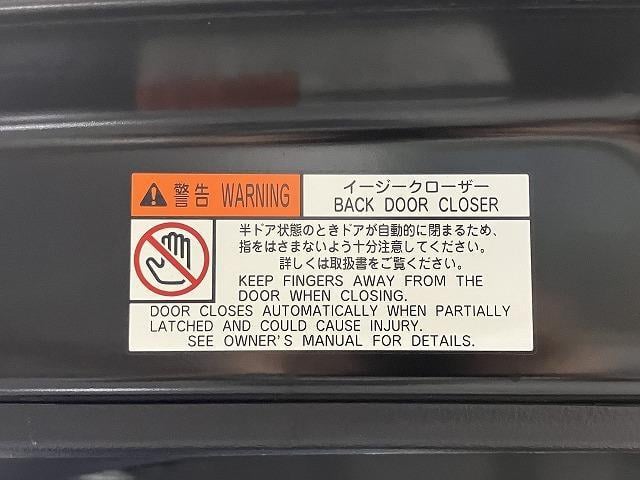 警告 WARNING
イージークローザー
BACK DOOR CLOSER
半ドア状態のときドアが自動的に閉まるため、
指をはさまないよう十分注意してください。
詳しくは取扱書をご覧ください。
KEEP FINGERS AWAY FROM THE
DOOR WHEN CLOSING.
DOOR CLOSES AUTOMATICALLY WHEN PARTIALLY
LATCHED AND COULD CAUSE INJURY.
SEE OWNER'S MANUAL FOR DETAILS.